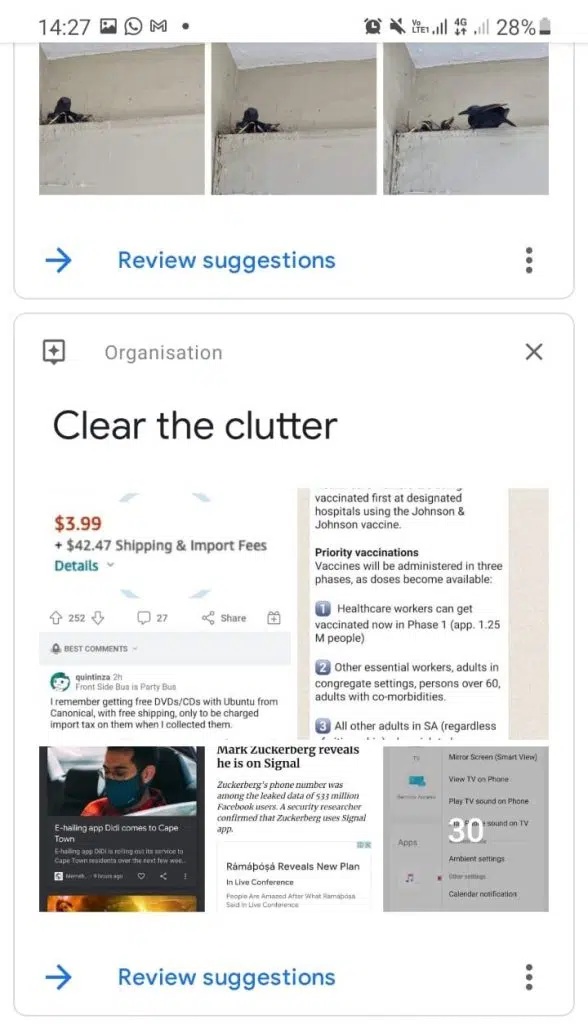 14:27 Vo LTE1 4G 28%
Review suggestions
Organisation
Clear the clutter
$3.99
+ $42.47 Shipping & Import Fees
Details
252 27 Share
BEST COMMENTS
quintinza 2h
Front Side Bus is Party Bus
I remember getting free DVDs/CDs with Ubuntu from
Canonical, with free shipping, only to be charged
import tax on them when I collected them.
vaccinated first at designated
hospitals using the Johnson &
Johnson vaccine.
Priority vaccinations
Vaccines will be administered in three
phases, as doses become available:
1 Healthcare workers can get
vaccinated now in Phase 1 (app. 1.25
M people)
2 Other essential workers, adults in
congregate settings, persons over 60,
adults with co-morbidities.
3 All other adults in SA (regardless
E-hailing app Didi comes to Cape
Town
E-hailing app DiDi is rolling out its service to
Cape Town residents over the next few wee...
9 hours ago
Mark Zuckerberg reveals
he is on Signal
Zuckerberg's phone number was
among the leaked data of 533 million
Facebook users. A security researcher
confirmed that Zuckerberg uses Signal
app.
Rámáþóşá Reveals New Plan
In Live Conference
People Are Amazed After What Ramaþosa
Said In Live Conference
TV
Service Access
Apps
Mirror Screen (Smart View)
View TV on Phone
Play TV sound on Phone
sound on TV
30
Ambient settings
Other settings
Calendar notification
Review suggestions